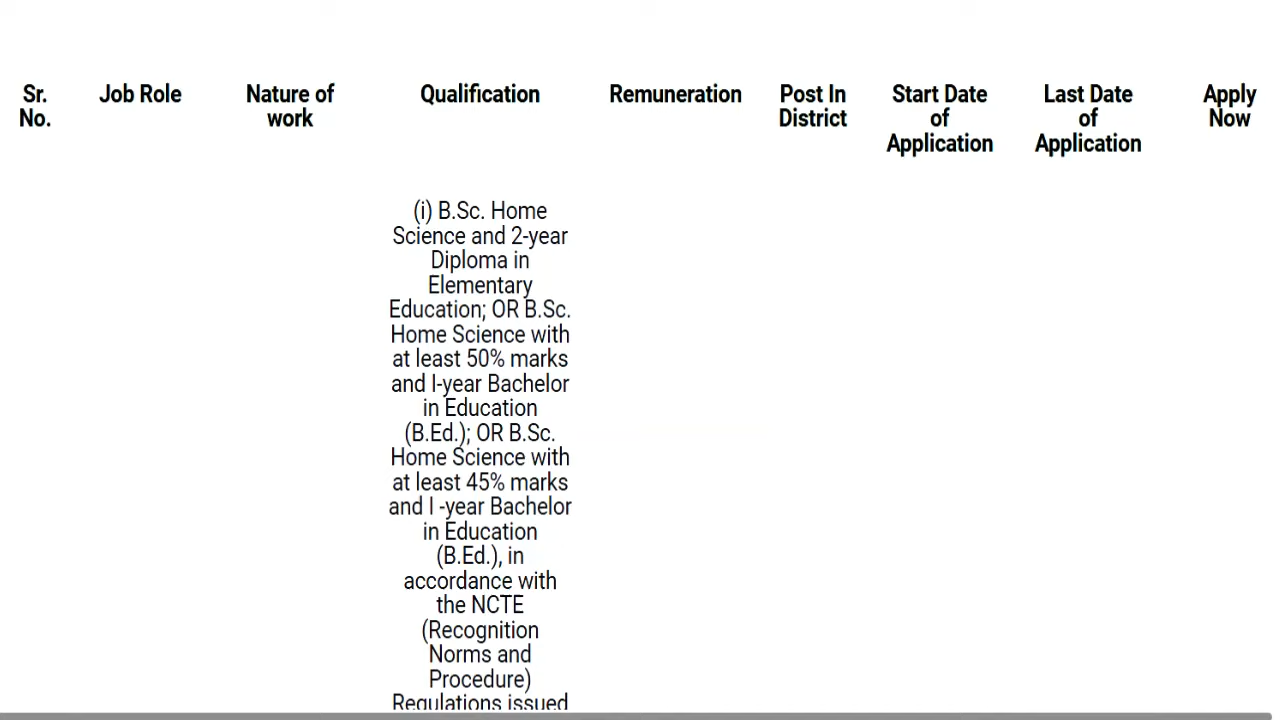 Sr. No.
Job Role
Nature of work
Qualification
Remuneration
Post In District
Start Date of Application
Last Date of Application
Apply Now
(i) B.Sc. Home
Science and 2-year
Diploma in
Elementary
Education; OR B.Sc.
Home Science with
at least 50% marks
and I-year Bachelor
in Education
(B.Ed.); OR B.Sc.
Home Science with
at least 45% marks
and I -year Bachelor
in Education
(B.Ed.), in
accordance with
the NCTE
(Recognition
Norms and
Procedure)
Regulations issued